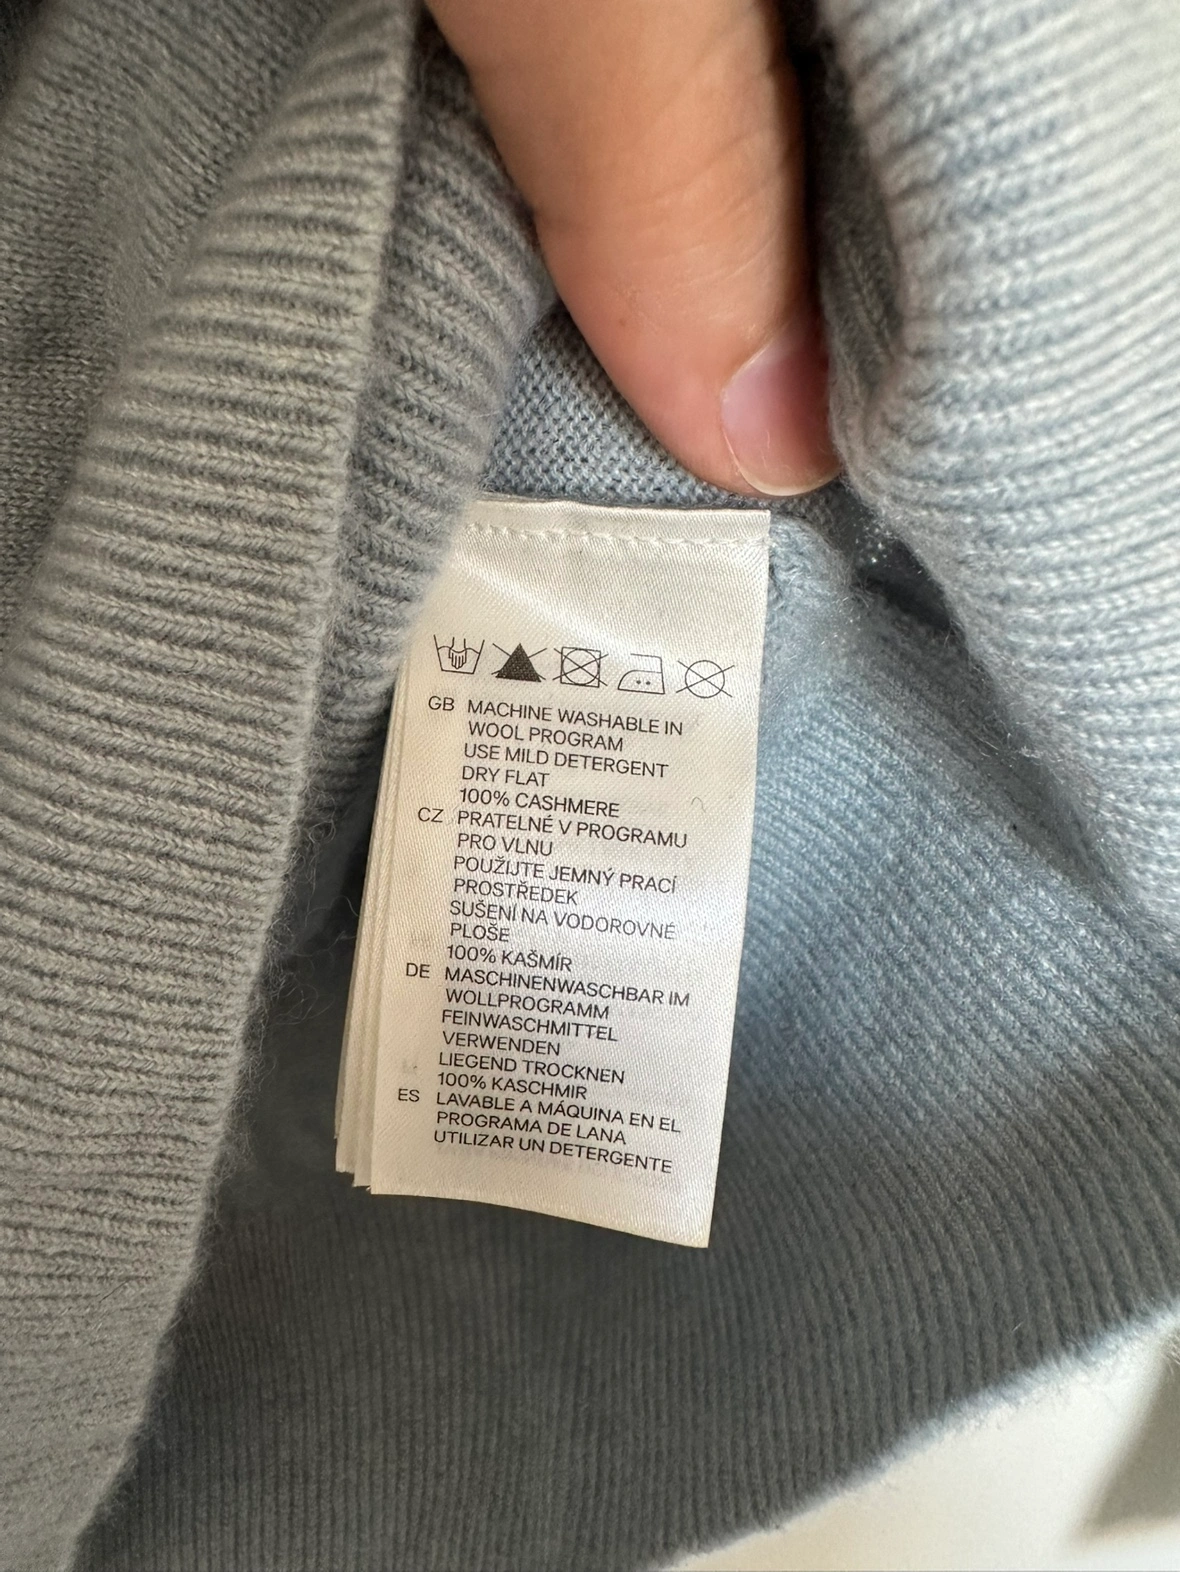 GB MACHINE WASHABLE IN
WOOL PROGRAM
USE MILD DETERGENT
DRY FLAT
100% CASHMERE
CZ PRATELNÉ V PROGRAMU
PRO VLNU
POUŽIJTE JEMNÝ PRACÍ
PROSTŘEDEK
SUŠENÍ NA VODOROVNÉ
PLOŠE
100% KAŠMÍR
DE MASCHINENWASCHBAR IM
WOLLPROGRAMM
FEINWASCHMITTEL
VERWENDEN
LIEGEND TROCKNEN
100% KASCHMIR
ES LAVABLE A MÁQUINA EN EL
PROGRAMA DE LANA
UTILIZAR UN DETERGENTE